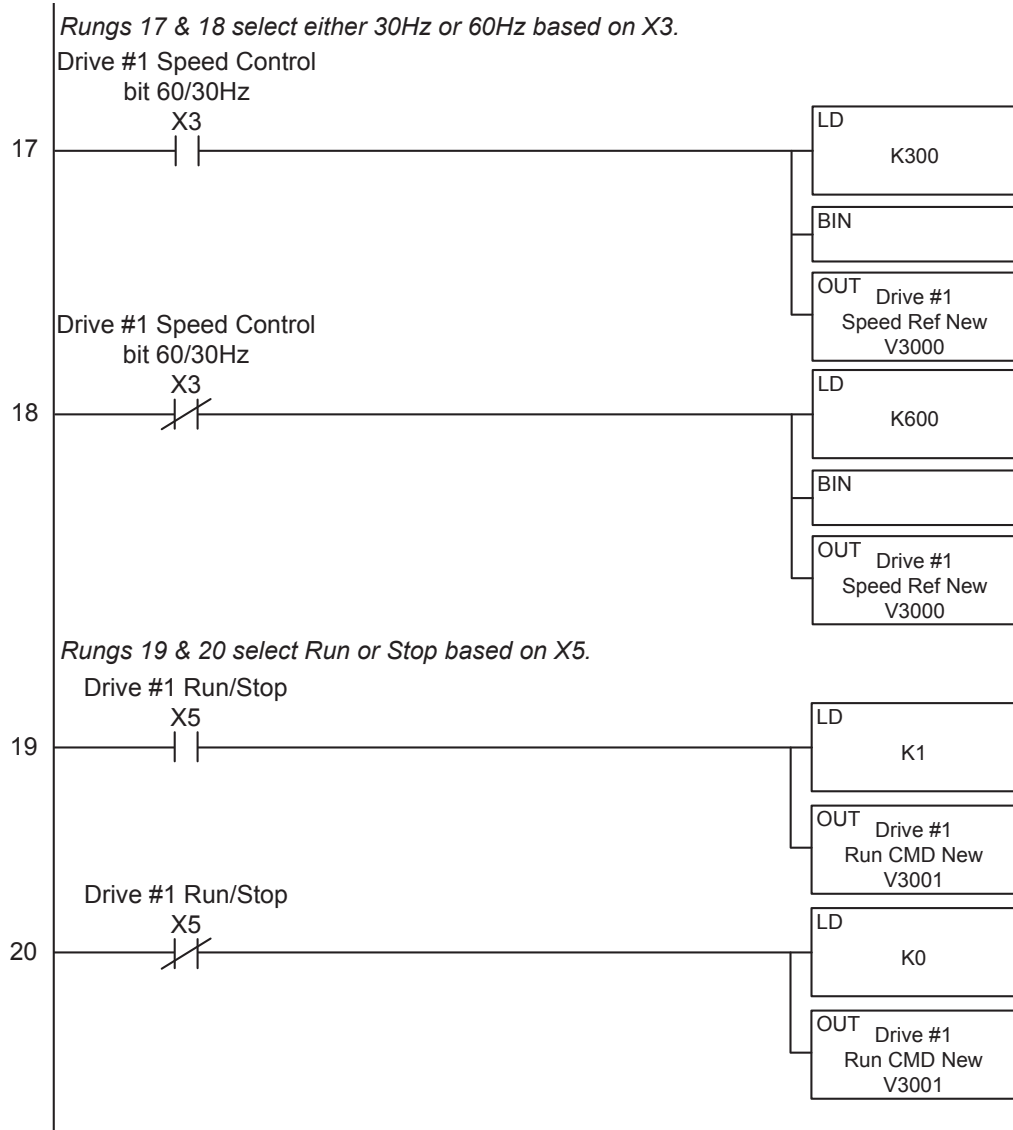 Rungs 17 & 18 select either 30Hz or 60Hz based on X3.
Drive #1 Speed Control
bit 60/30Hz
X3
17
LD
K300
BIN
OUT
Drive #1
Speed Ref New
V3000
Drive #1 Speed Control
bit 60/30Hz
X3
18
LD
K600
BIN
OUT
Drive #1
Speed Ref New
V3000
Rungs 19 & 20 select Run or Stop based on X5.
Drive #1 Run/Stop
X5
19
LD
K1
OUT
Drive #1
Run CMD New
V3001
Drive #1 Run/Stop
X5
20
LD
K0
OUT
Drive #1
Run CMD New
V3001